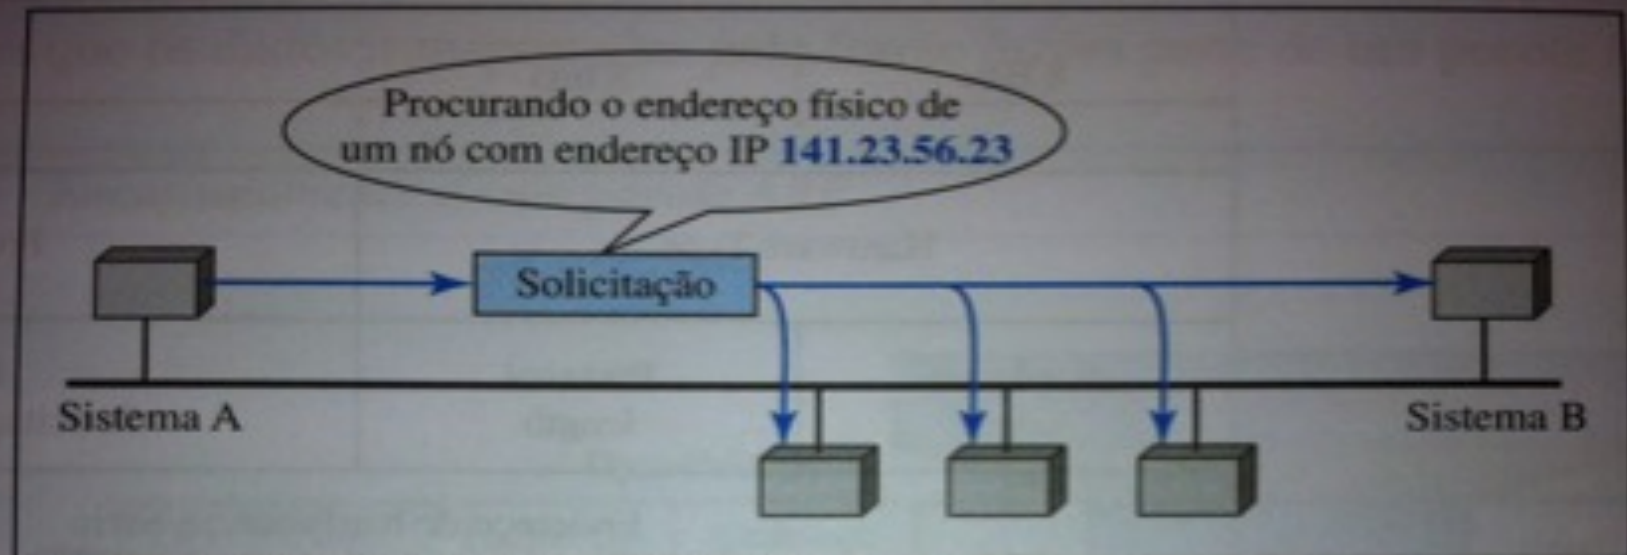 Procurando o endereço físico de
um nó com endereço IP 141.23.56.23
Solicitação
Sistema A
Sistema B